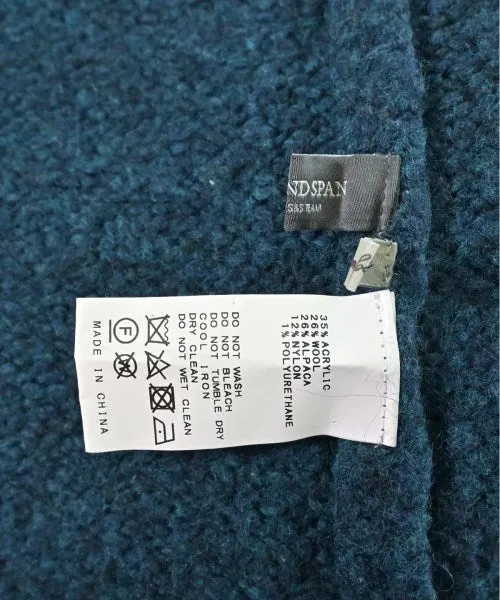 NDSPAN
S&S TEAM
35% ACRYLIC
26% WOOL
26% ALPACA
12% NYLON
1% POLYURETHANE
DO NOT WASH
DO NOT BLEACH
DO NOT TUMBLE DRY
COOL IRON
DRY CLEAN
DO NOT WET CLEAN
F
MADE IN CHINA